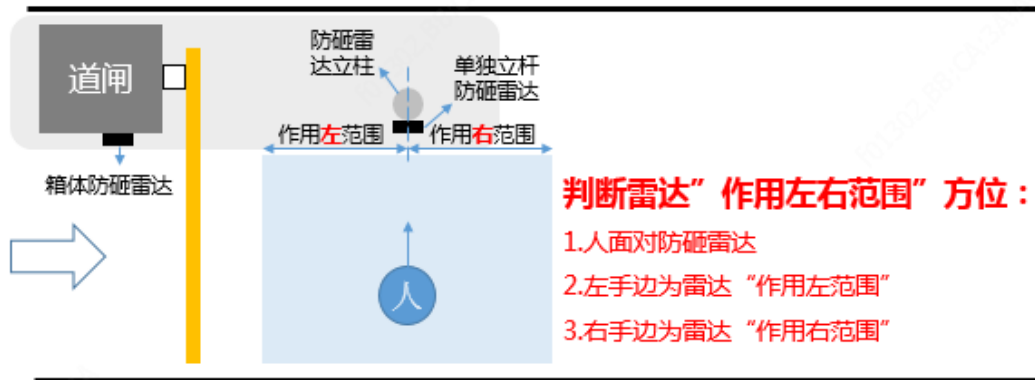 道闸
防砸雷
达立柱
单独立杆
防砸雷达
作用左范围
作用右范围
箱体防砸雷达
人
判断雷达”作用左右范围”方位：
1.人面对防砸雷达
2.左手边为雷达“作用左范围”
3.右手边为雷达“作用右范围”